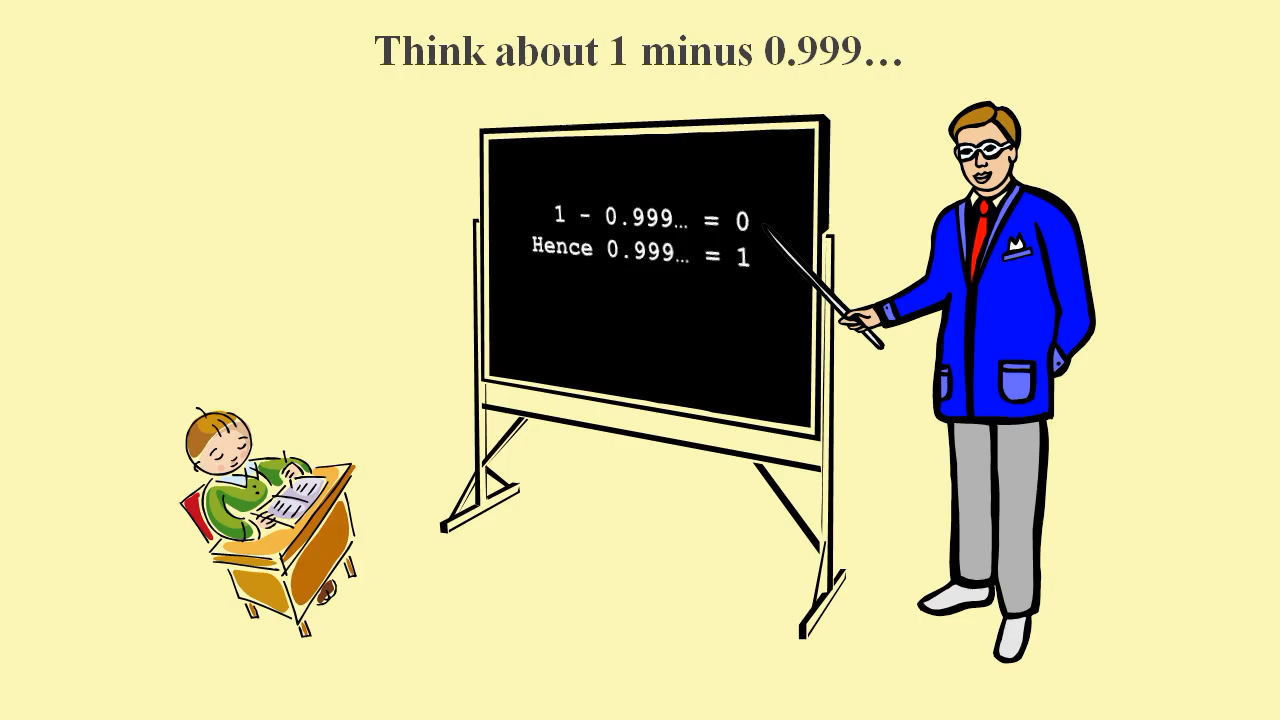 Think about 1 minus 0.999…
1 - 0.999… = 0
Hence 0.999… = 1